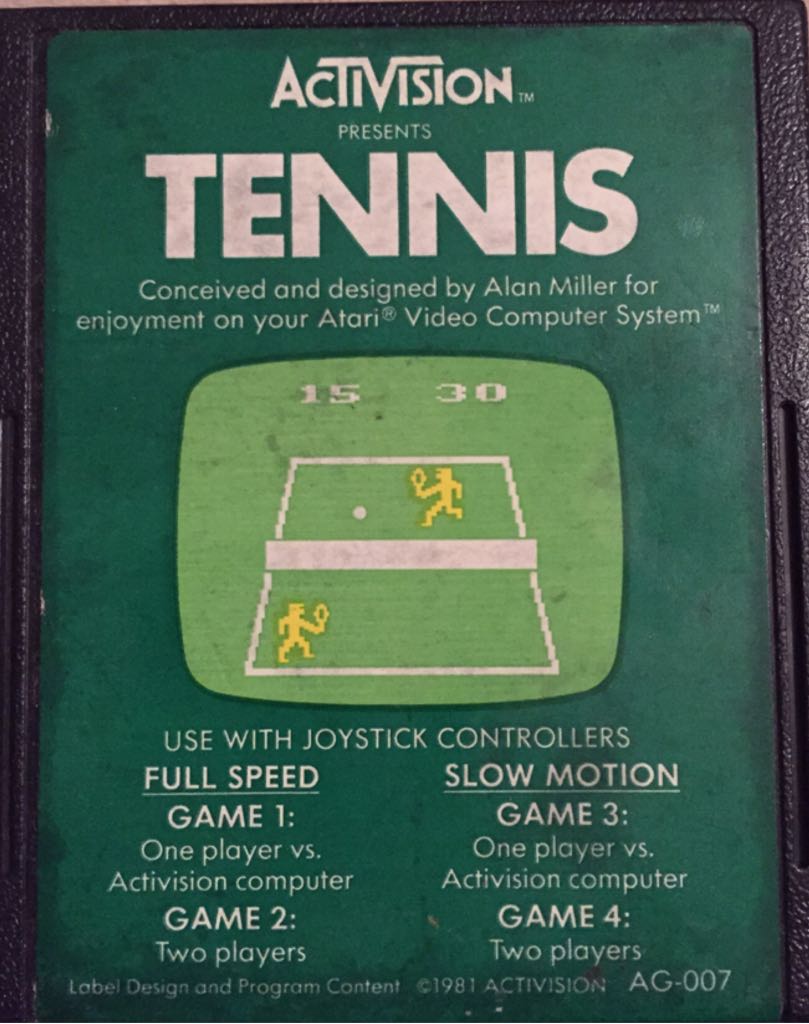 ACTIVISION™
PRESENTS
TENNIS
Conceived and designed by Alan Miller for
enjoyment on your Atari® Video Computer System™
15 30
USE WITH JOYSTICK CONTROLLERS
FULL SPEED SLOW MOTION
GAME 1: GAME 3:
One player vs. One player vs.
Activision computer Activision computer
GAME 2: GAME 4:
Two players Two players
Label Design and Program Content ©1981 ACTIVISION AG-007